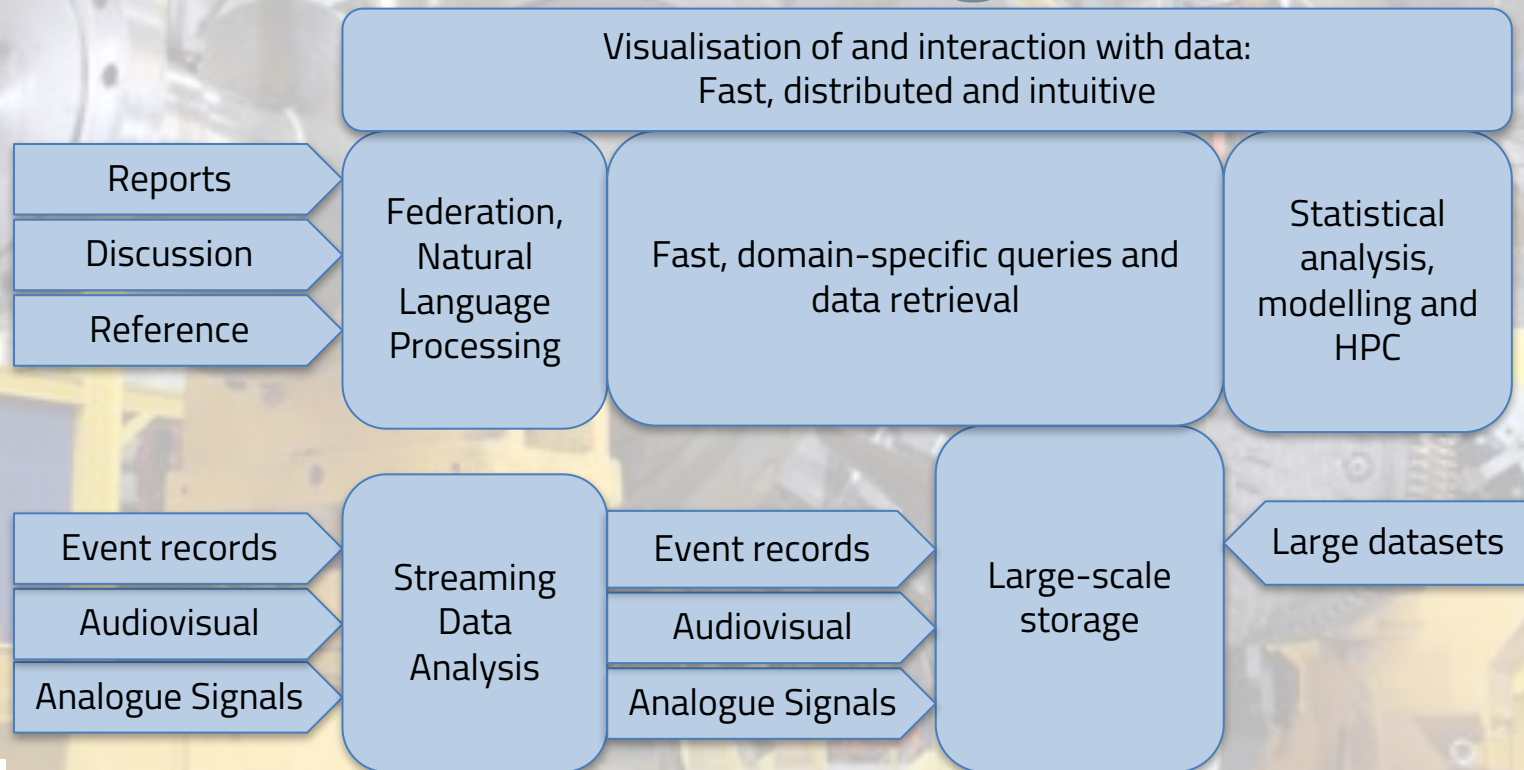 Visualisation of and interaction with data:
Fast, distributed and intuitive
Reports
Discussion
Reference
Federation,
Natural
Language
Processing
Fast, domain-specific queries and
data retrieval
Statistical
analysis,
modelling and
HPC
Event records
Audiovisual
Analogue Signals
Streaming
Data
Analysis
Event records
Audiovisual
Analogue Signals
Large-scale
storage
Large datasets